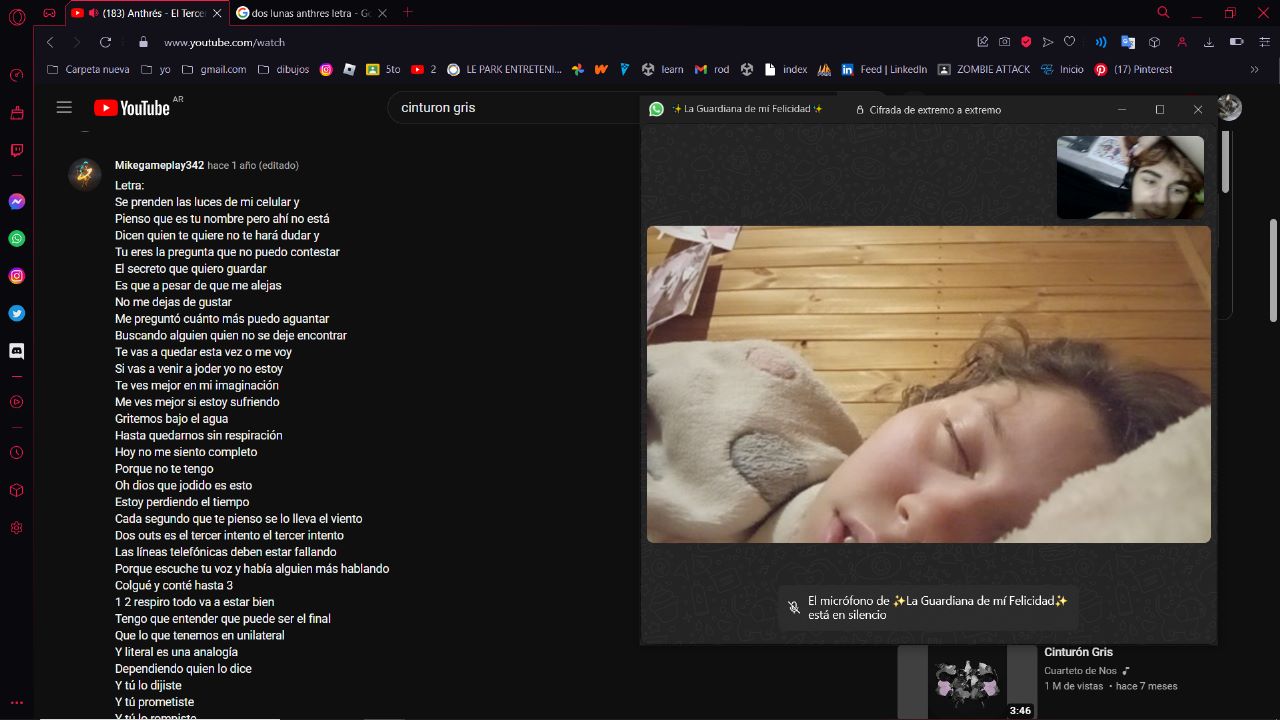 (183) Anthrés - El Terce
dos lunas anthres letra - Go
www.youtube.com/watch
Carpeta nueva
yo
gmail.com
dibujos
5to
2
LE PARK ENTRETENI...
learn
rod
index
Feed | LinkedIn
ZOMBIE ATTACK
Inicio
(17) Pinterest
YouTube AR
cinturon gris
✨La Guardiana de mí Felicidad✨
Cifrada de extremo a extremo
Mikegameplay342 hace 1 año (editado)
Letra:
Se prenden las luces de mi celular y
Pienso que es tu nombre pero ahí no está
Dicen quien te quiere no te hará dudar y
Tu eres la pregunta que no puedo contestar
El secreto que quiero guardar
Es que a pesar de que me alejas
No me dejas de gustar
Me preguntó cuánto más puedo aguantar
Buscando alguien quien no se deje encontrar
Te vas a quedar esta vez o me voy
Si vas a venir a joder yo no estoy
Te ves mejor en mi imaginación
Me ves mejor si estoy sufriendo
Gritemos bajo el agua
Hasta quedarnos sin respiración
Hoy no me siento completo
Porque no te tengo
Oh dios que jodido es esto
Estoy perdiendo el tiempo
Cada segundo que te pienso se lo lleva el viento
Dos outs es el tercer intento el tercer intento
Las líneas telefónicas deben estar fallando
Porque escuche tu voz y había alguien más hablando
Colgué y conté hasta 3
1 2 respiro todo va a estar bien
Tengo que entender que puede ser el final
Que lo que tenemos en unilateral
Y literal es una analogía
Dependiendo quien lo dice
Y tú lo dijiste
Y tú prometiste
Y tú lo rompiste
El micrófono de ✨La Guardiana de mí Felicidad✨
está en silencio
Cinturón Gris
Cuarteto de Nos
1 M de vistas • hace 7 meses
3:46